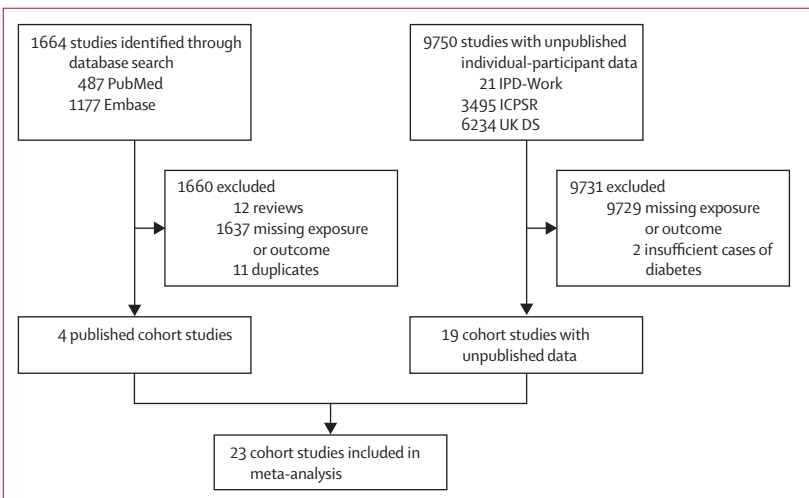 1664 studies identified through
database search
487 PubMed
1177 Embase
9750 studies with unpublished
individual-participant data
21 IPD-Work
3495 ICPSR
6234 UK DS
1660 excluded
12 reviews
1637 missing exposure
or outcome
11 duplicates
9731 excluded
9729 missing exposure
or outcome
2 insufficient cases of
diabetes
4 published cohort studies
19 cohort studies with
unpublished data
23 cohort studies included in
meta-analysis